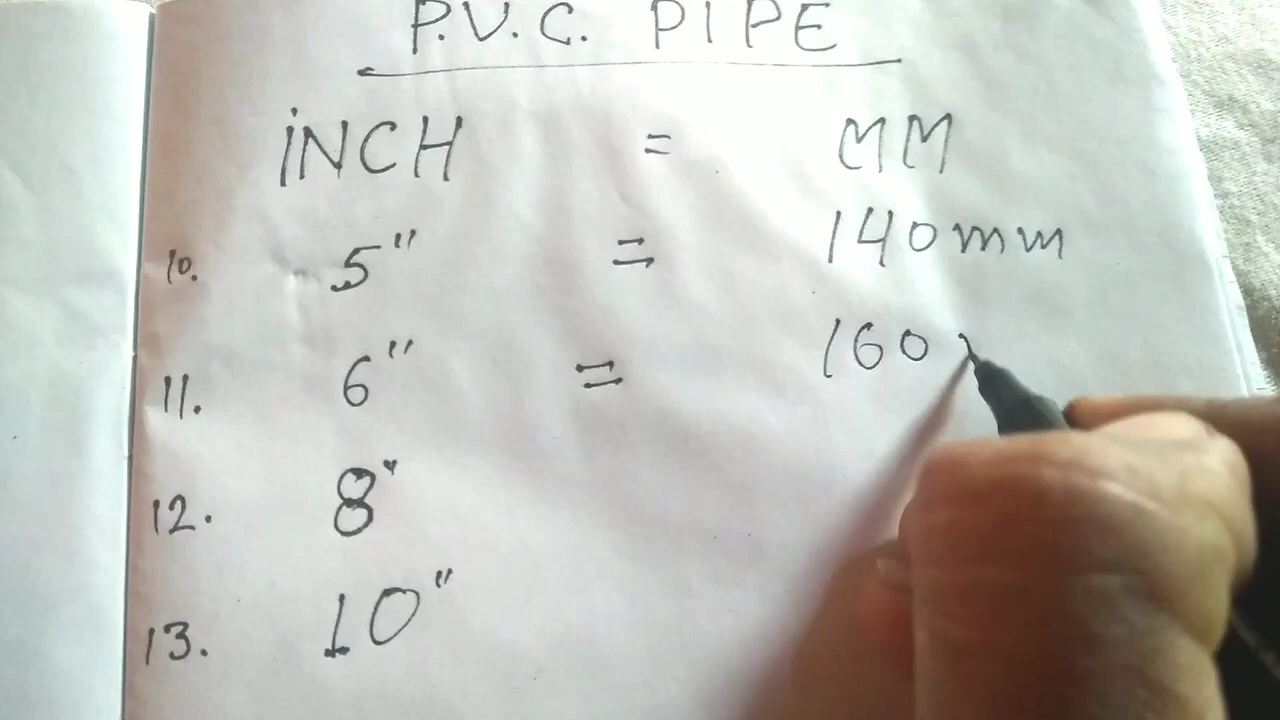 P.V.C. PIPE
iNCH = MM
10. 5" = 140mm
11. 6" = 160
12. 8"
13. 10"